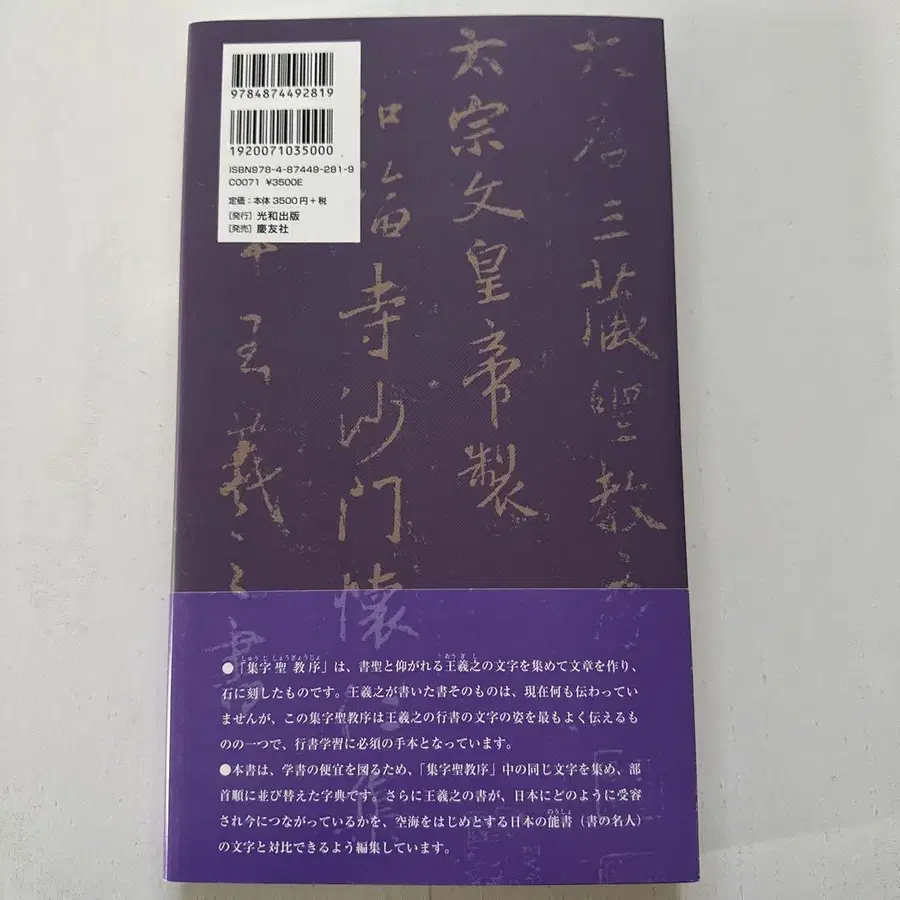 9784874492819
1920071035000
ISBN978-4-87449-281-9
C0071 ¥3500E
定価：本体3500円＋税
［発行］光和出版
［発売］慶友社
大唐三蔵聖教序
太宗文皇帝製
寺沙門懐仁集
王羲之書
●「集字聖教序」は、書聖と仰がれる王羲之の文字を集めて文章を作り、
石に刻したものです。王羲之が書いた書そのものは、現在何も伝わってい
ませんが、この集字聖教序は王羲之の行書の文字の姿を最もよく伝えるも
のの一つで、行書学習に必須の手本となっています。
●本書は、学書の便宜を図るため、「集字聖教序」中の同じ文字を集め、部
首順に並び替えた字典です。さらに王羲之の書が、日本にどのように受容
され今につながっているかを、空海をはじめとする日本の能書（書の名人）
の文字と対比できるよう編集しています。